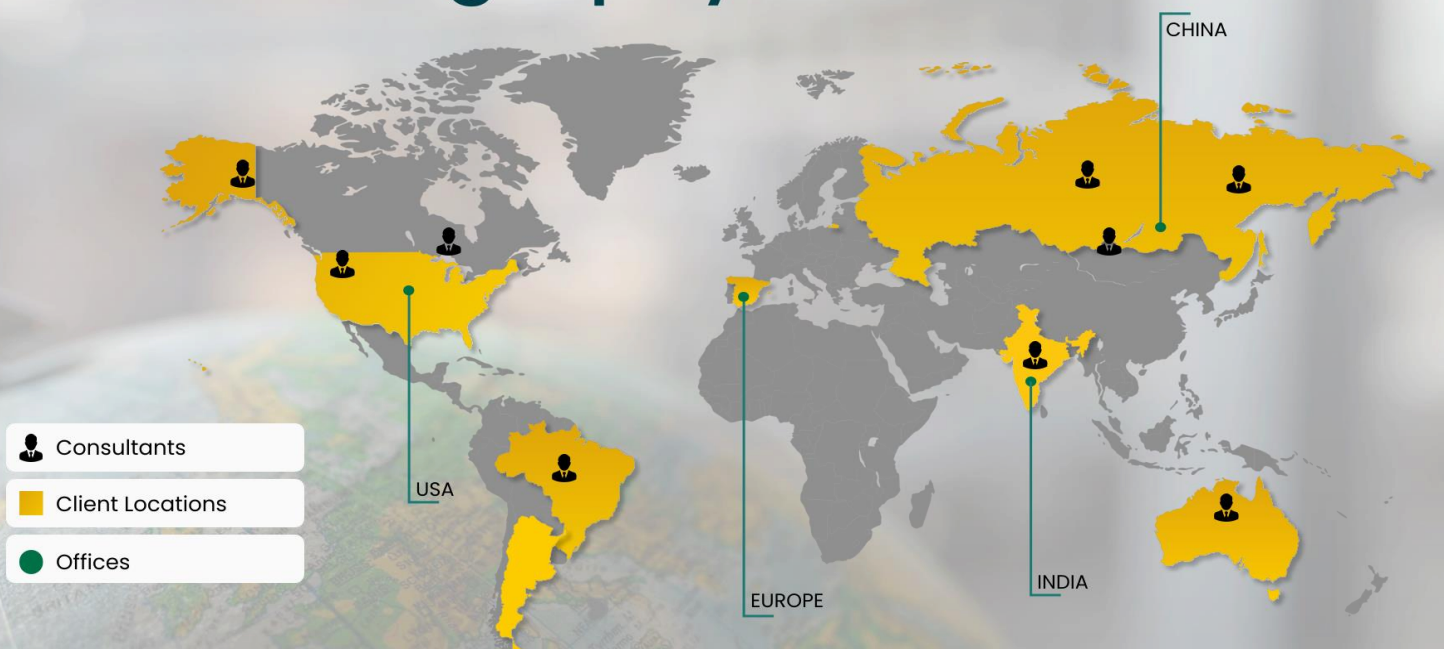 CHINA
Consultants
Client Locations
Offices
USA
EUROPE
INDIA